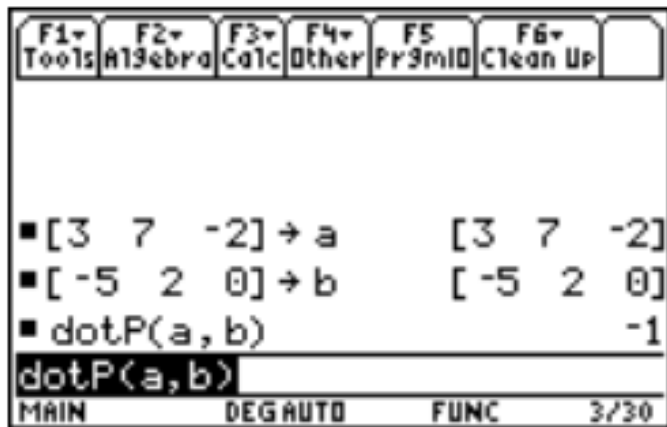 F1▾ F2▾ F3▾ F4▾ F5 F6▾
Tools Algebra Calc Other PrgmIO Clean Up
▪[3 7 -2]→a [3 7 -2]
▪[-5 2 0]→b [-5 2 0]
▪dotP(a,b) -1
dotP(a,b)
MAIN DEG AUTO FUNC 3/30